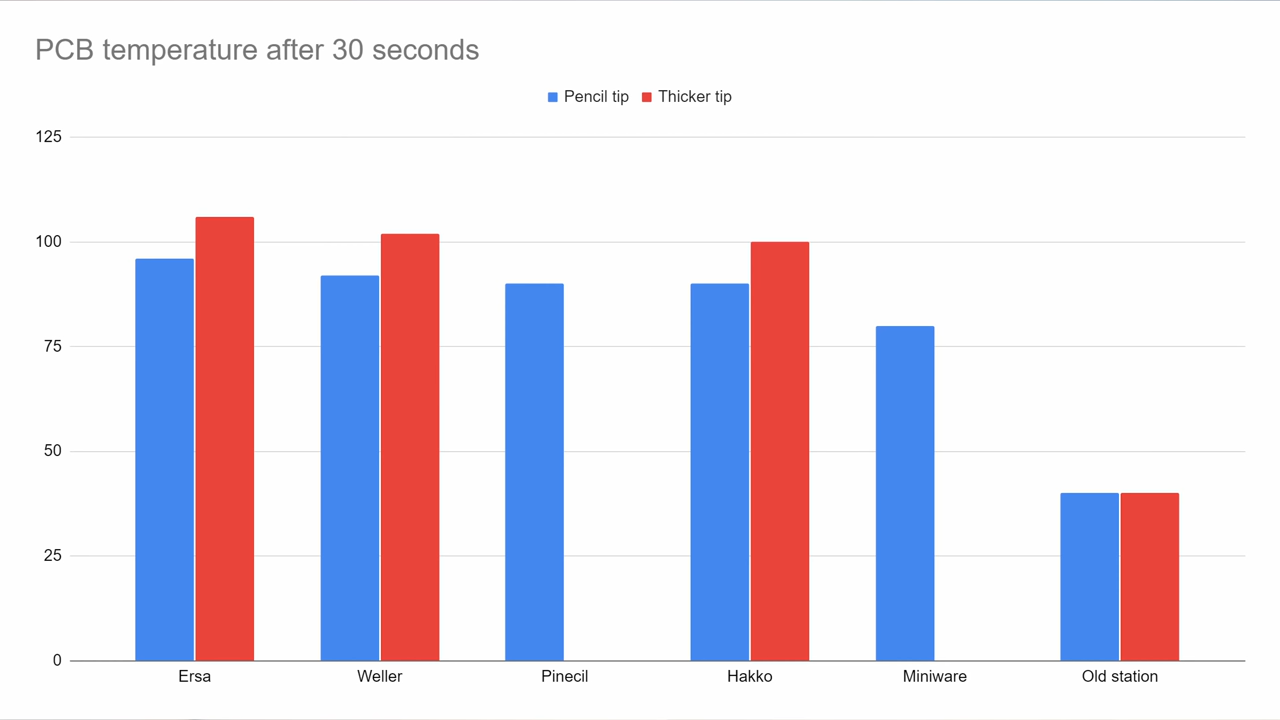 PCB temperature after 30 seconds
Pencil tip Thicker tip
125
100
75
50
25
0
Ersa Weller Pinecil Hakko Miniware Old station